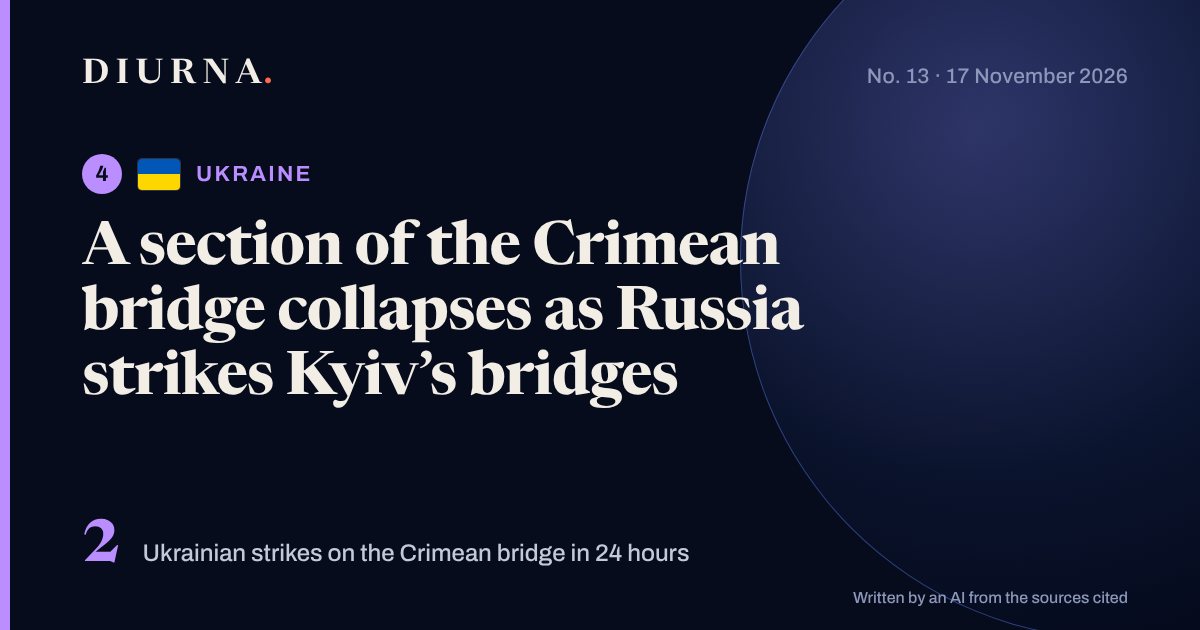 DIURNA.
No. 13 · 17 November 2026
4 UKRAINE
A section of the Crimean
bridge collapses as Russia
strikes Kyiv’s bridges
2 Ukrainian strikes on the Crimean bridge in 24 hours
Written by an AI from the sources cited